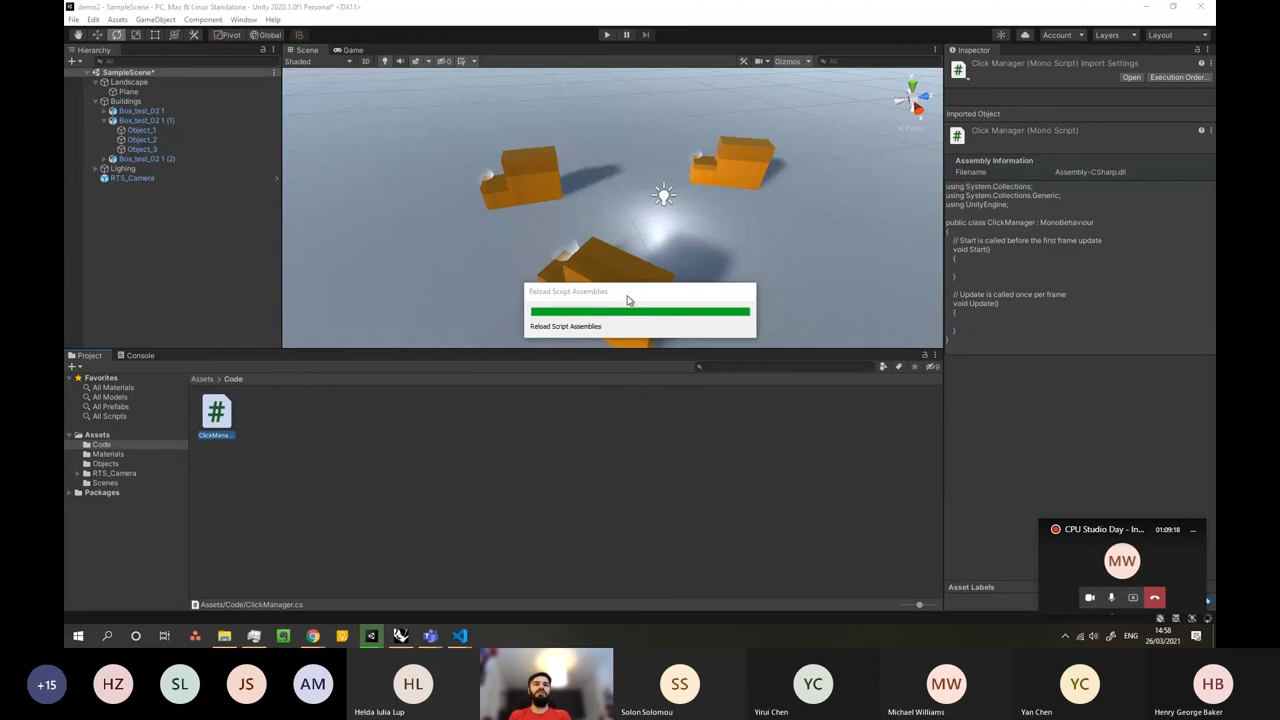 demo2 - SampleScene - PC, Mac & Linux Standalone - Unity 2020.3.0f1 Personal* <DX11>
File Edit Assets GameObject Component Window Help
Pivot Global Account Layers Layout
Hierarchy
All
SampleScene*
Landscape
Plane
Buildings
Box_test_02 1
Box_test_02 1 (1)
Object_1
Object_2
Object_3
Box_test_02 1 (2)
Lighing
RTS_Camera
Scene Game
Shaded 2D 0 Gizmos All
y
Persp
Reload Script Assemblies
Reload Script Assemblies
Inspector
Click Manager (Mono Script) Import Settings
Open Execution Order...
Imported Object
Click Manager (Mono Script)
Assembly Information
Filename Assembly-CSharp.dll
using System.Collections;
using System.Collections.Generic;
using UnityEngine;
public class ClickManager : MonoBehaviour
{
// Start is called before the first frame update
void Start()
{
}
// Update is called once per frame
void Update()
{
}
}
Asset Labels
Project Console
9
Favorites
All Materials
All Models
All Prefabs
All Scripts
Assets
Code
Materials
Objects
RTS_Camera
Scenes
Packages
Assets > Code
#
ClickMana...
Assets/Code/ClickManager.cs
CPU Studio Day - In... 01:09:18
MW
ENG
14:58
26/03/2021
+15 HZ SL JS AM HL SS YC MW YC HB
Helda Iulia Lup Solon Solomou Yirui Chen Michael Williams Yan Chen Henry George Baker